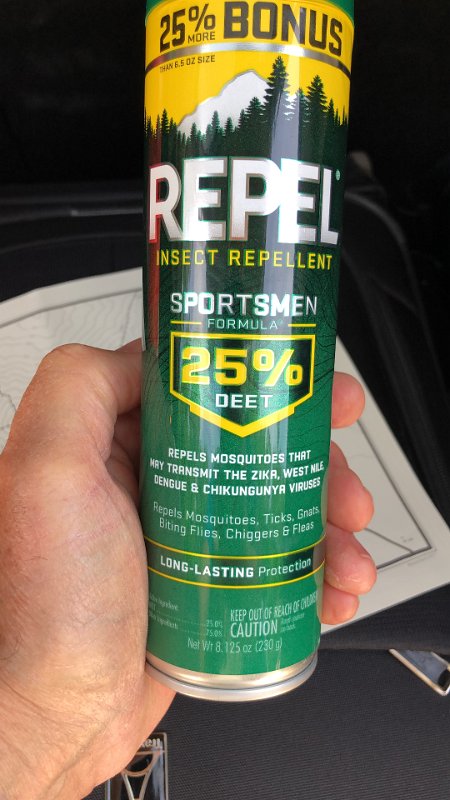 25% MORE BONUS
THAN 6.5 OZ SIZE
REPEL®
INSECT REPELLENT
SPORTSMEN
FORMULA
25%
DEET
REPELS MOSQUITOES THAT
MAY TRANSMIT THE ZIKA, WEST NILE,
DENGUE & CHIKUNGUNYA VIRUSES
Repels Mosquitoes, Ticks, Gnats,
Biting Flies, Chiggers & Fleas
LONG-LASTING Protection
KEEP OUT OF REACH OF CHILDREN
25.0%
75.0%
CAUTION
Net Wt 8.125 oz (230 g)